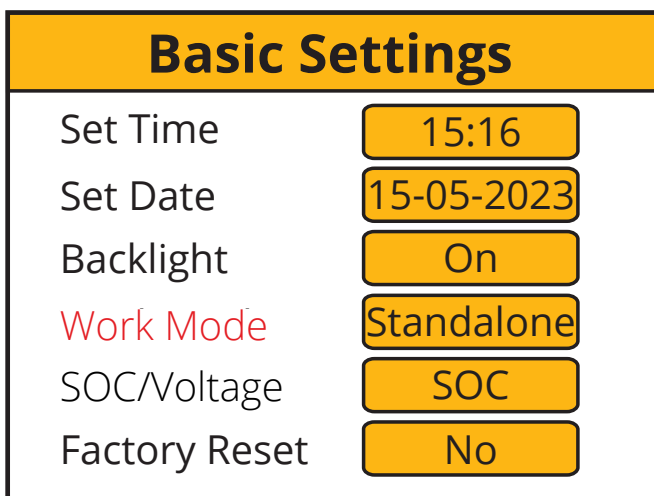 Basic Settings
Set Time 15:16
Set Date 15-05-2023
Backlight On
Work Mode Standalone
SOC/Voltage SOC
Factory Reset No